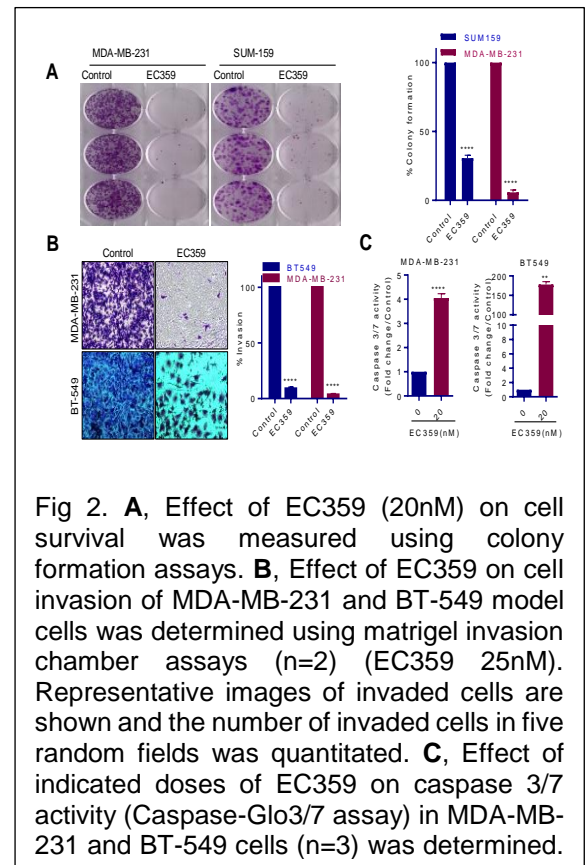 MDA-MB-231 SUM-159
Control EC359 Control EC359
A
SUM159
MDA-MB-231
% Colony formation
100
50
0
****
****
Control
EC359
Control
EC359
B
Control EC359
MDA-MB-231
BT-549
BT549
MDA-MB-231
% Invasion
100
50
0
****
****
Control
EC359
Control
EC359
C
MDA-MB-231
Caspase 3/7 activity
(Fold change/Control)
5
4
3
2
1
0
****
0 20
EC359(nM)
BT549
Caspase 3/7 activity
(Fold change/Control)
200
150
100
10
8
6
4
2
0
**
0 20
EC359(nM)
Fig 2. A, Effect of EC359 (20nM) on cell
survival was measured using colony
formation assays. B, Effect of EC359 on cell
invasion of MDA-MB-231 and BT-549 model
cells was determined using matrigel invasion
chamber assays (n=2) (EC359 25nM).
Representative images of invaded cells are
shown and the number of invaded cells in five
random fields was quantitated. C, Effect of
indicated doses of EC359 on caspase 3/7
activity (Caspase-Glo3/7 assay) in MDA-MB-
231 and BT-549 cells (n=3) was determined.